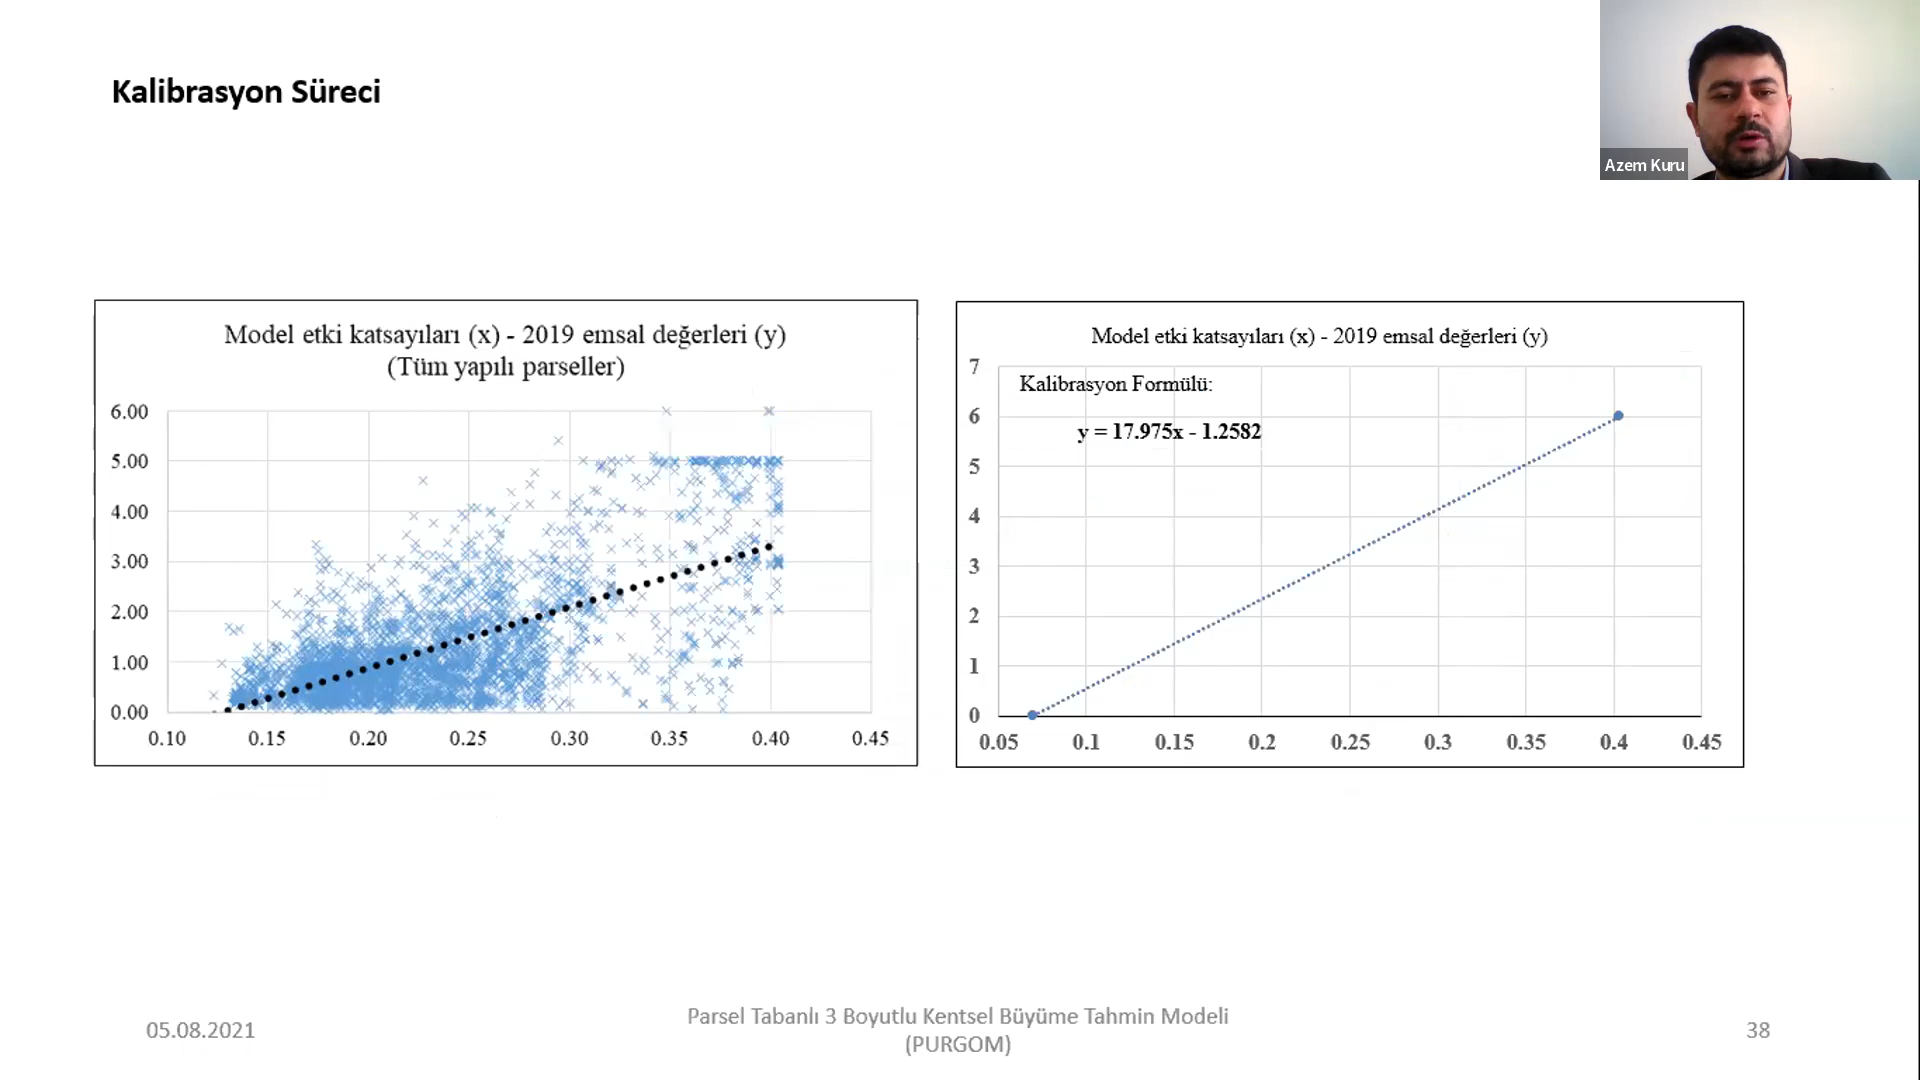 Kalibrasyon Süreci
Azem Kuru
Model etki katsayıları (x) - 2019 emsal değerleri (y)
(Tüm yapılı parseller)
6.00
5.00
4.00
3.00
2.00
1.00
0.00
0.10 0.15 0.20 0.25 0.30 0.35 0.40 0.45
Model etki katsayıları (x) - 2019 emsal değerleri (y)
Kalibrasyon Formülü:
y = 17.975x - 1.2582
7
6
5
4
3
2
1
0
0.05 0.1 0.15 0.2 0.25 0.3 0.35 0.4 0.45
05.08.2021
Parsel Tabanlı 3 Boyutlu Kentsel Büyüme Tahmin Modeli
(PURGOM)
38